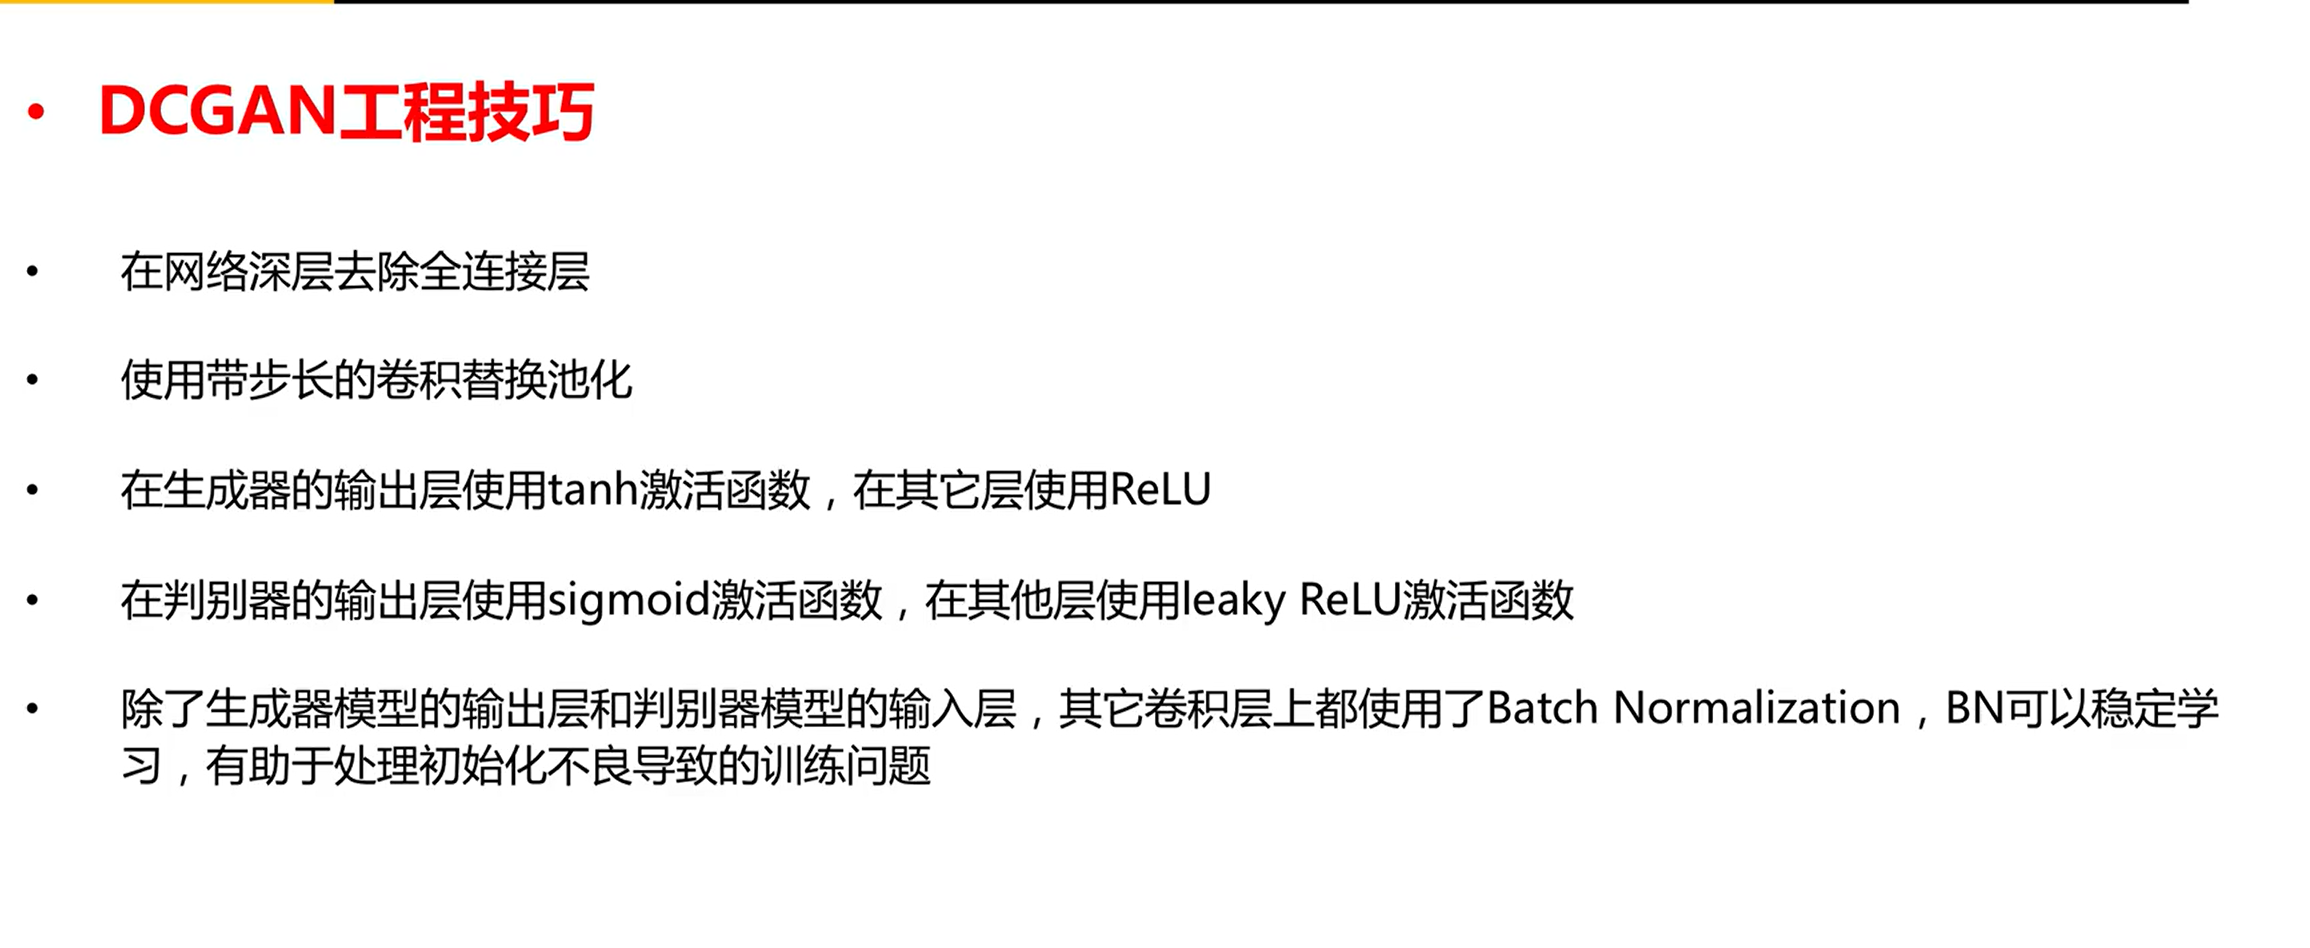 • DCGAN工程技巧
• 在网络深层去除全连接层
• 使用带步长的卷积替换池化
• 在生成器的输出层使用tanh激活函数，在其它层使用ReLU
• 在判别器的输出层使用sigmoid激活函数，在其他层使用leaky ReLU激活函数
• 除了生成器模型的输出层和判别器模型的输入层，其它卷积层上都使用了Batch Normalization，BN可以稳定学
习，有助于处理初始化不良导致的训练问题